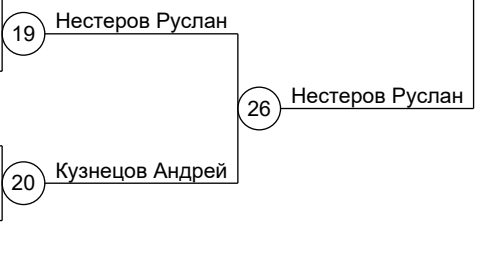 19 Нестеров Руслан
26 Нестеров Руслан
20 Кузнецов Андрей